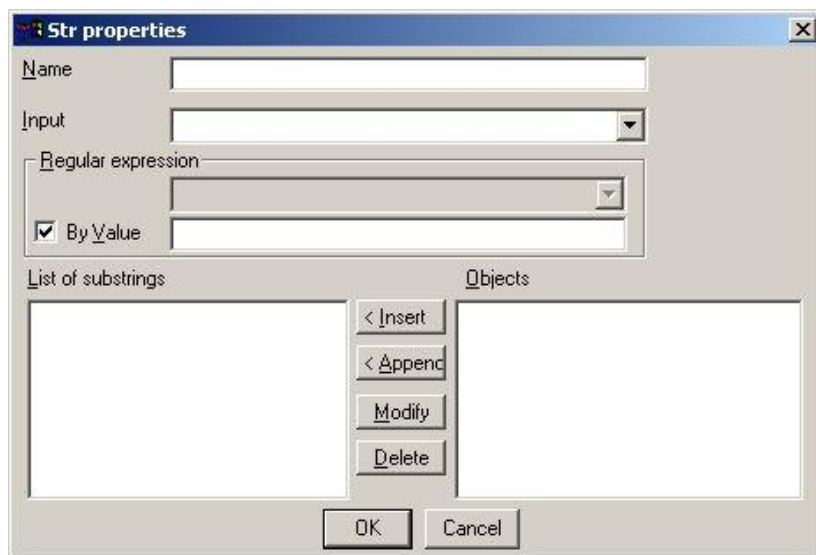 Str properties
Name
Input
Regular expression
By Value
List of substrings
Objects
< Insert
< Append
Modify
Delete
OK
Cancel